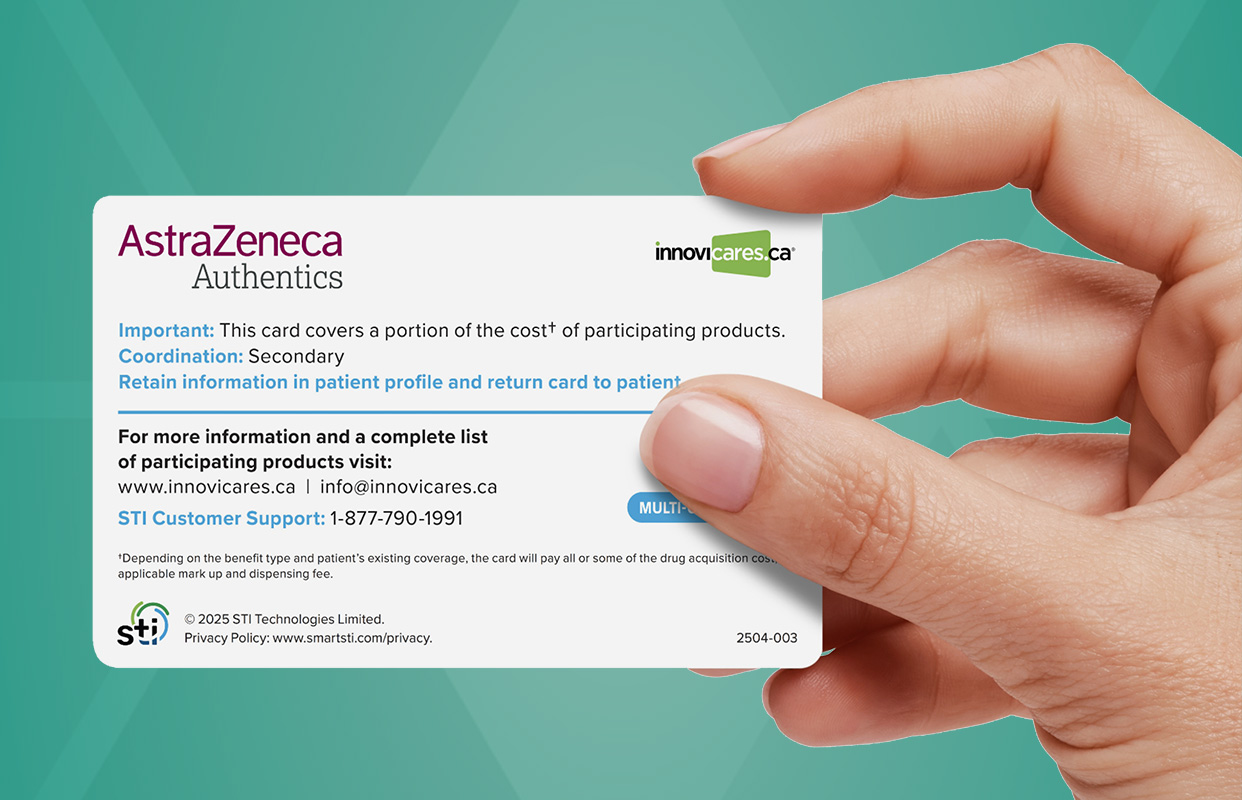 AstraZeneca
Authentics
innovicares.ca®
Important: This card covers a portion of the cost† of participating products.
Coordination: Secondary
Retain information in patient profile and return card to patient
For more information and a complete list
of participating products visit:
www.innovicares.ca | info@innovicares.ca
STI Customer Support: 1-877-790-1991
†Depending on the benefit type and patient's existing coverage, the card will pay all or some of the drug acquisition cost,
applicable mark up and dispensing fee.
sti
© 2025 STI Technologies Limited.
Privacy Policy: www.smartsti.com/privacy.
2504-003